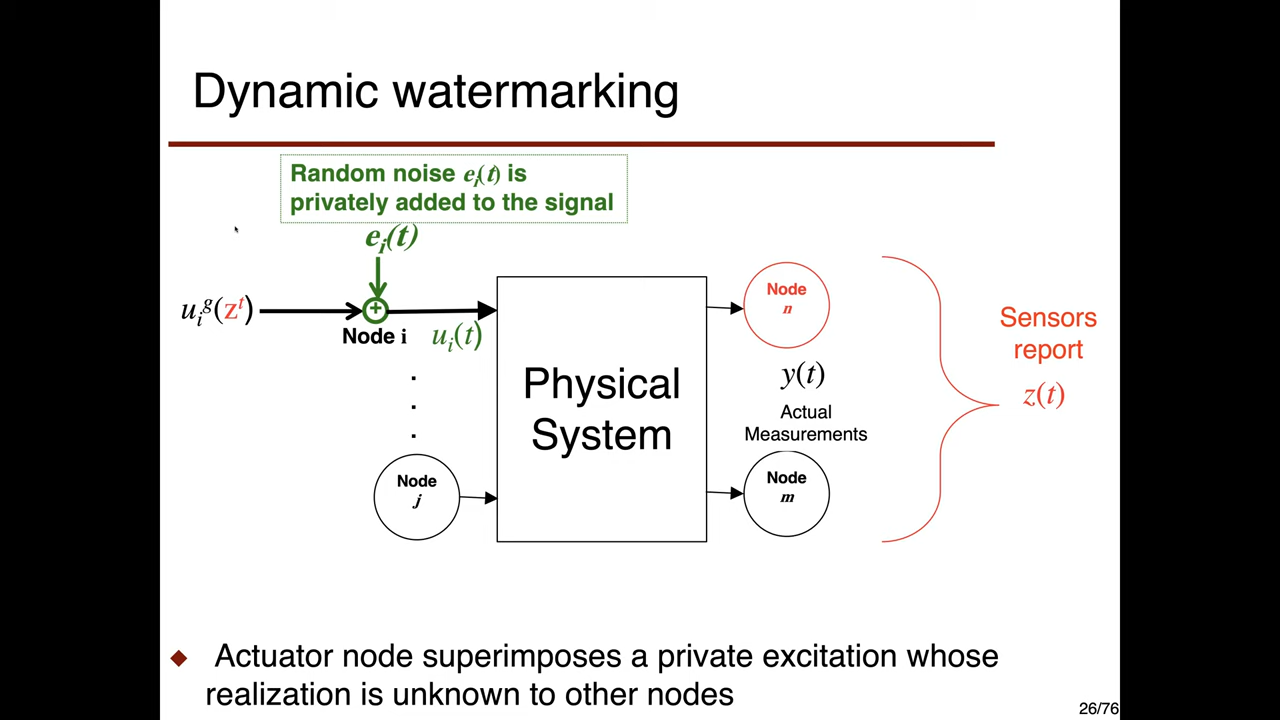 Dynamic watermarking
Random noise eᵢ(t) is
privately added to the signal
eᵢ(t)
uᵢᵍ(zᵗ)
+
Node i
uᵢ(t)
Physical
System
Node
n
y(t)
Actual
Measurements
Node
m
Node
j
Sensors
report
z(t)
Actuator node superimposes a private excitation whose
realization is unknown to other nodes
26/76